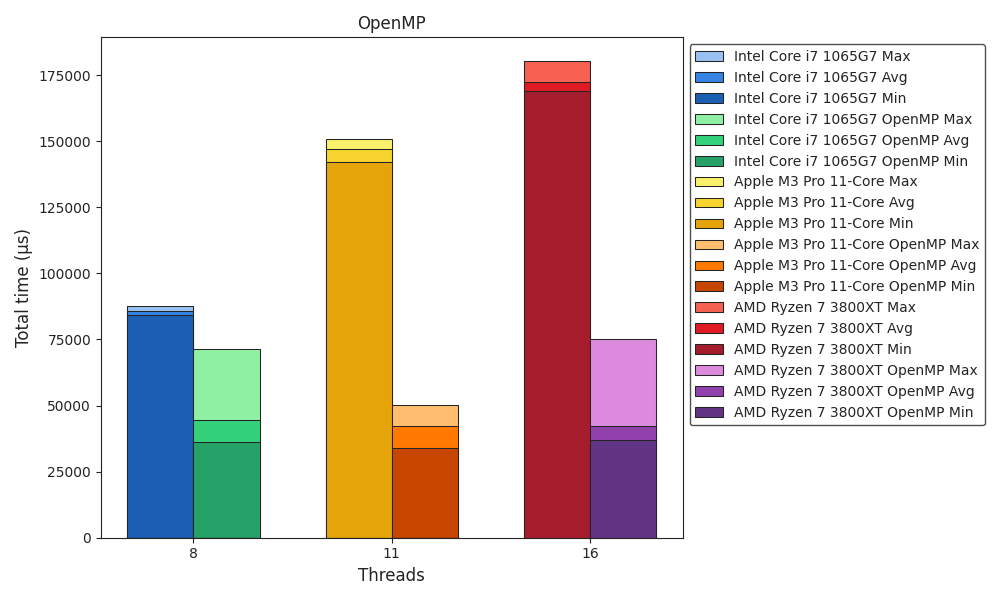 OpenMP
175000
150000
125000
100000
75000
50000
25000
0
Total time (µs)
8
11
16
Threads
Intel Core i7 1065G7 Max
Intel Core i7 1065G7 Avg
Intel Core i7 1065G7 Min
Intel Core i7 1065G7 OpenMP Max
Intel Core i7 1065G7 OpenMP Avg
Intel Core i7 1065G7 OpenMP Min
Apple M3 Pro 11-Core Max
Apple M3 Pro 11-Core Avg
Apple M3 Pro 11-Core Min
Apple M3 Pro 11-Core OpenMP Max
Apple M3 Pro 11-Core OpenMP Avg
Apple M3 Pro 11-Core OpenMP Min
AMD Ryzen 7 3800XT Max
AMD Ryzen 7 3800XT Avg
AMD Ryzen 7 3800XT Min
AMD Ryzen 7 3800XT OpenMP Max
AMD Ryzen 7 3800XT OpenMP Avg
AMD Ryzen 7 3800XT OpenMP Min